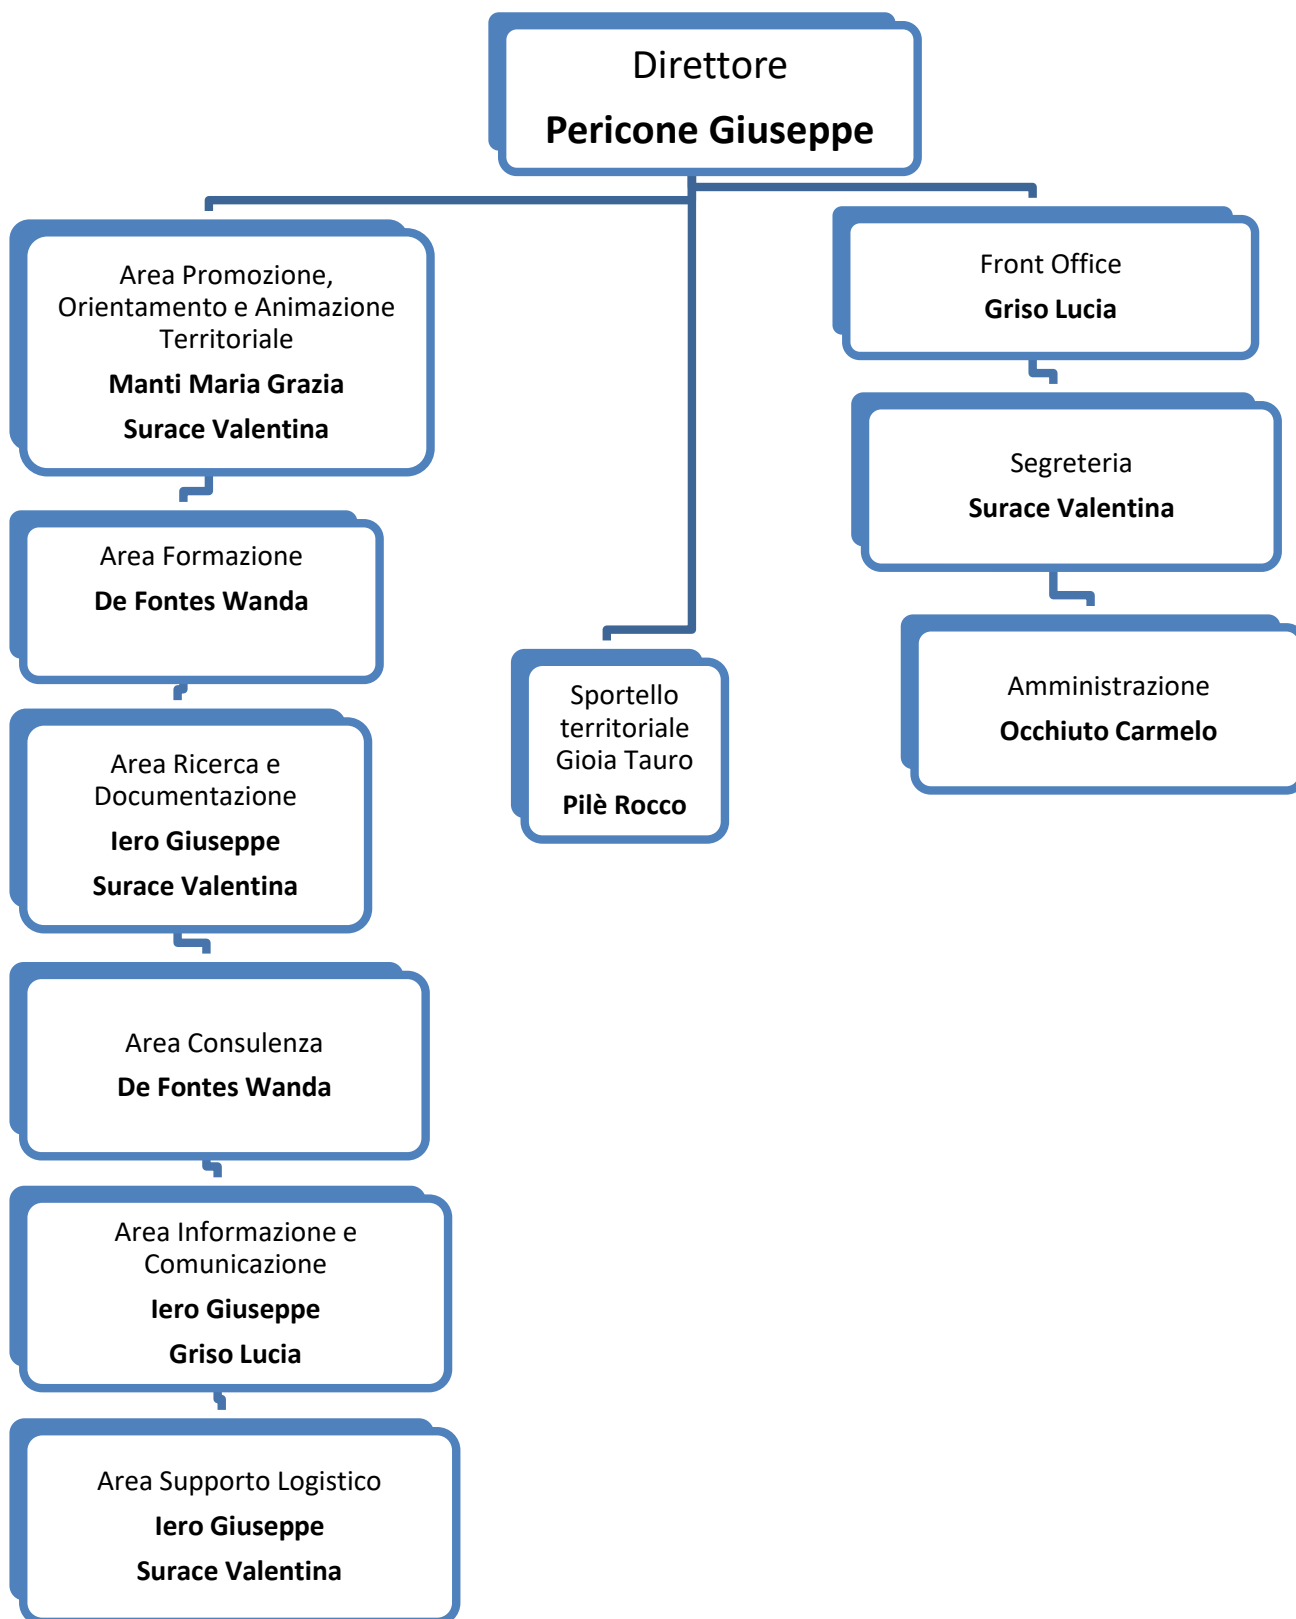 Direttore
Pericone Giuseppe
Area Promozione,
Orientamento e Animazione
Territoriale
Manti Maria Grazia
Surace Valentina
Area Formazione
De Fontes Wanda
Area Ricerca e
Documentazione
Iero Giuseppe
Surace Valentina
Area Consulenza
De Fontes Wanda
Area Informazione e
Comunicazione
Iero Giuseppe
Griso Lucia
Area Supporto Logistico
Iero Giuseppe
Surace Valentina
Sportello
territoriale
Gioia Tauro
Pilè Rocco
Front Office
Griso Lucia
Segreteria
Surace Valentina
Amministrazione
Occhiuto Carmelo